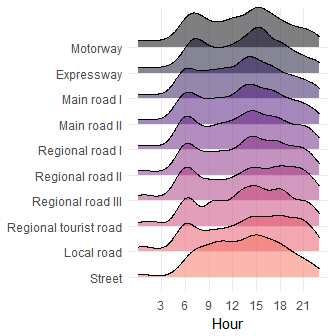 Motorway
Expressway
Main road I
Main road II
Regional road I
Regional road II
Regional road III
Regional tourist road
Local road
Street
3 6 9 12 15 18 21
Hour